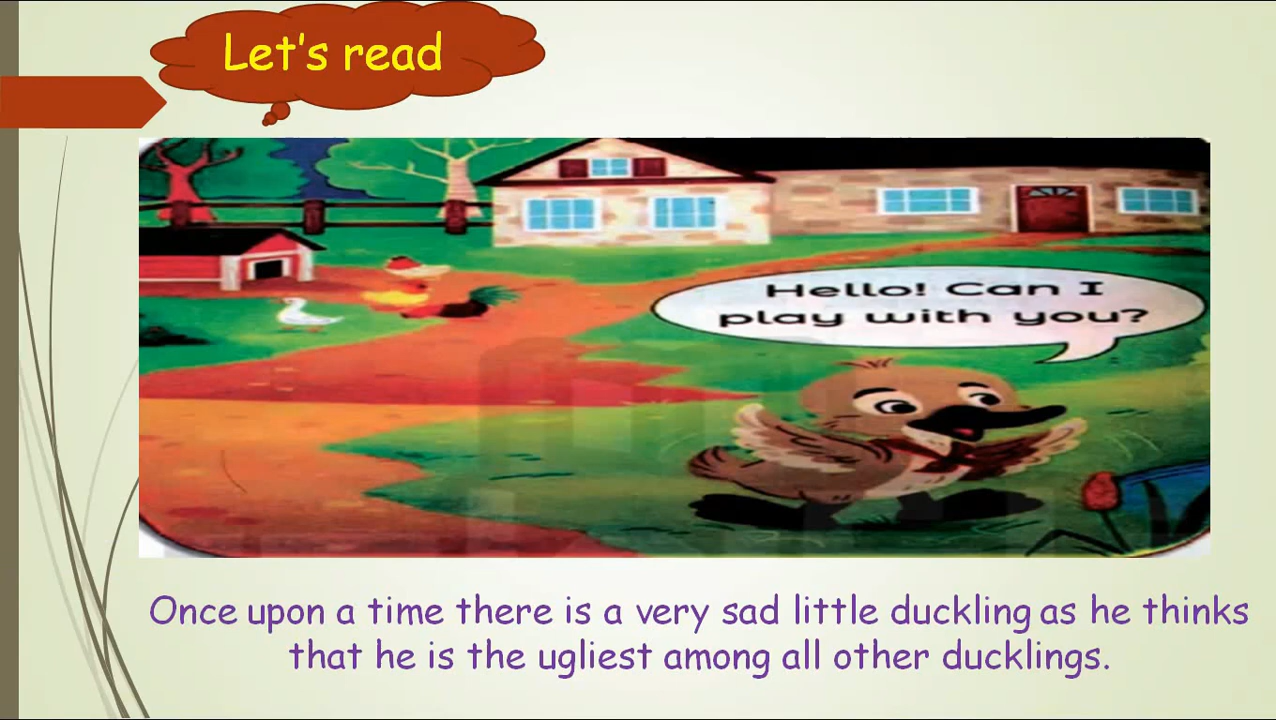 Let's read
Hello! Can I
play with you?
Once upon a time there is a very sad little duckling as he thinks
that he is the ugliest among all other ducklings.